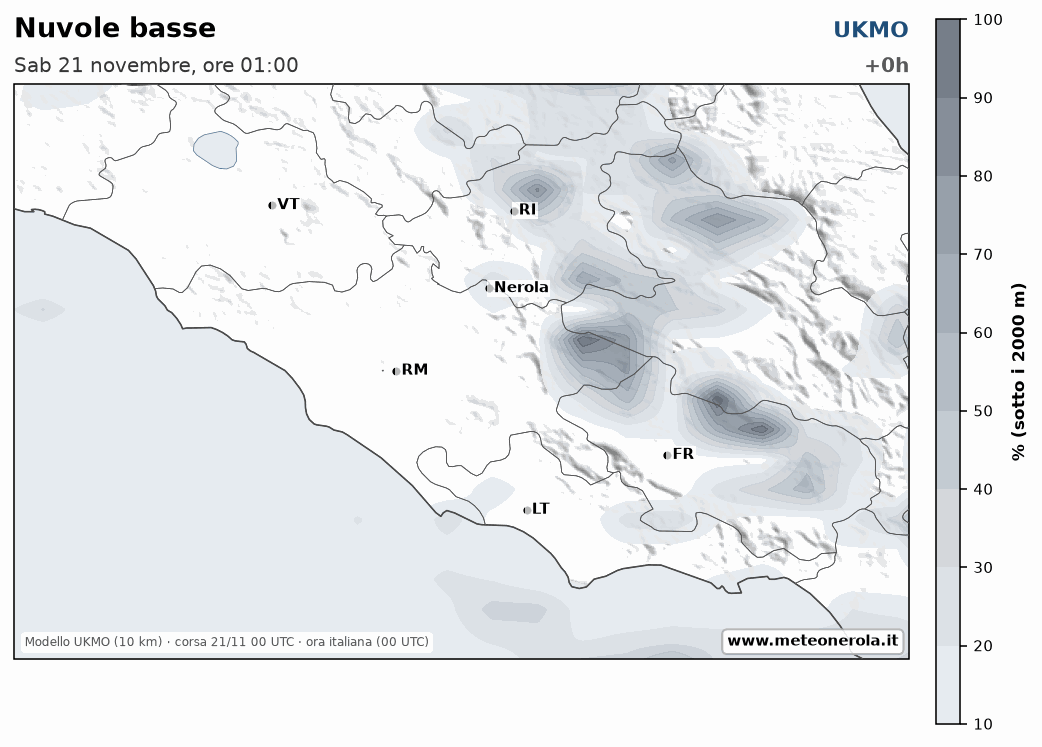 Nuvole basse
UKMO
Sab 21 novembre, ore 01:00
+0h
VT
RI
Nerola
RM
FR
LT
Modello UKMO (10 km) · corsa 21/11 00 UTC · ora italiana (00 UTC)
www.meteonerola.it
100
90
80
70
60
50
40
30
20
10
% (sotto i 2000 m)